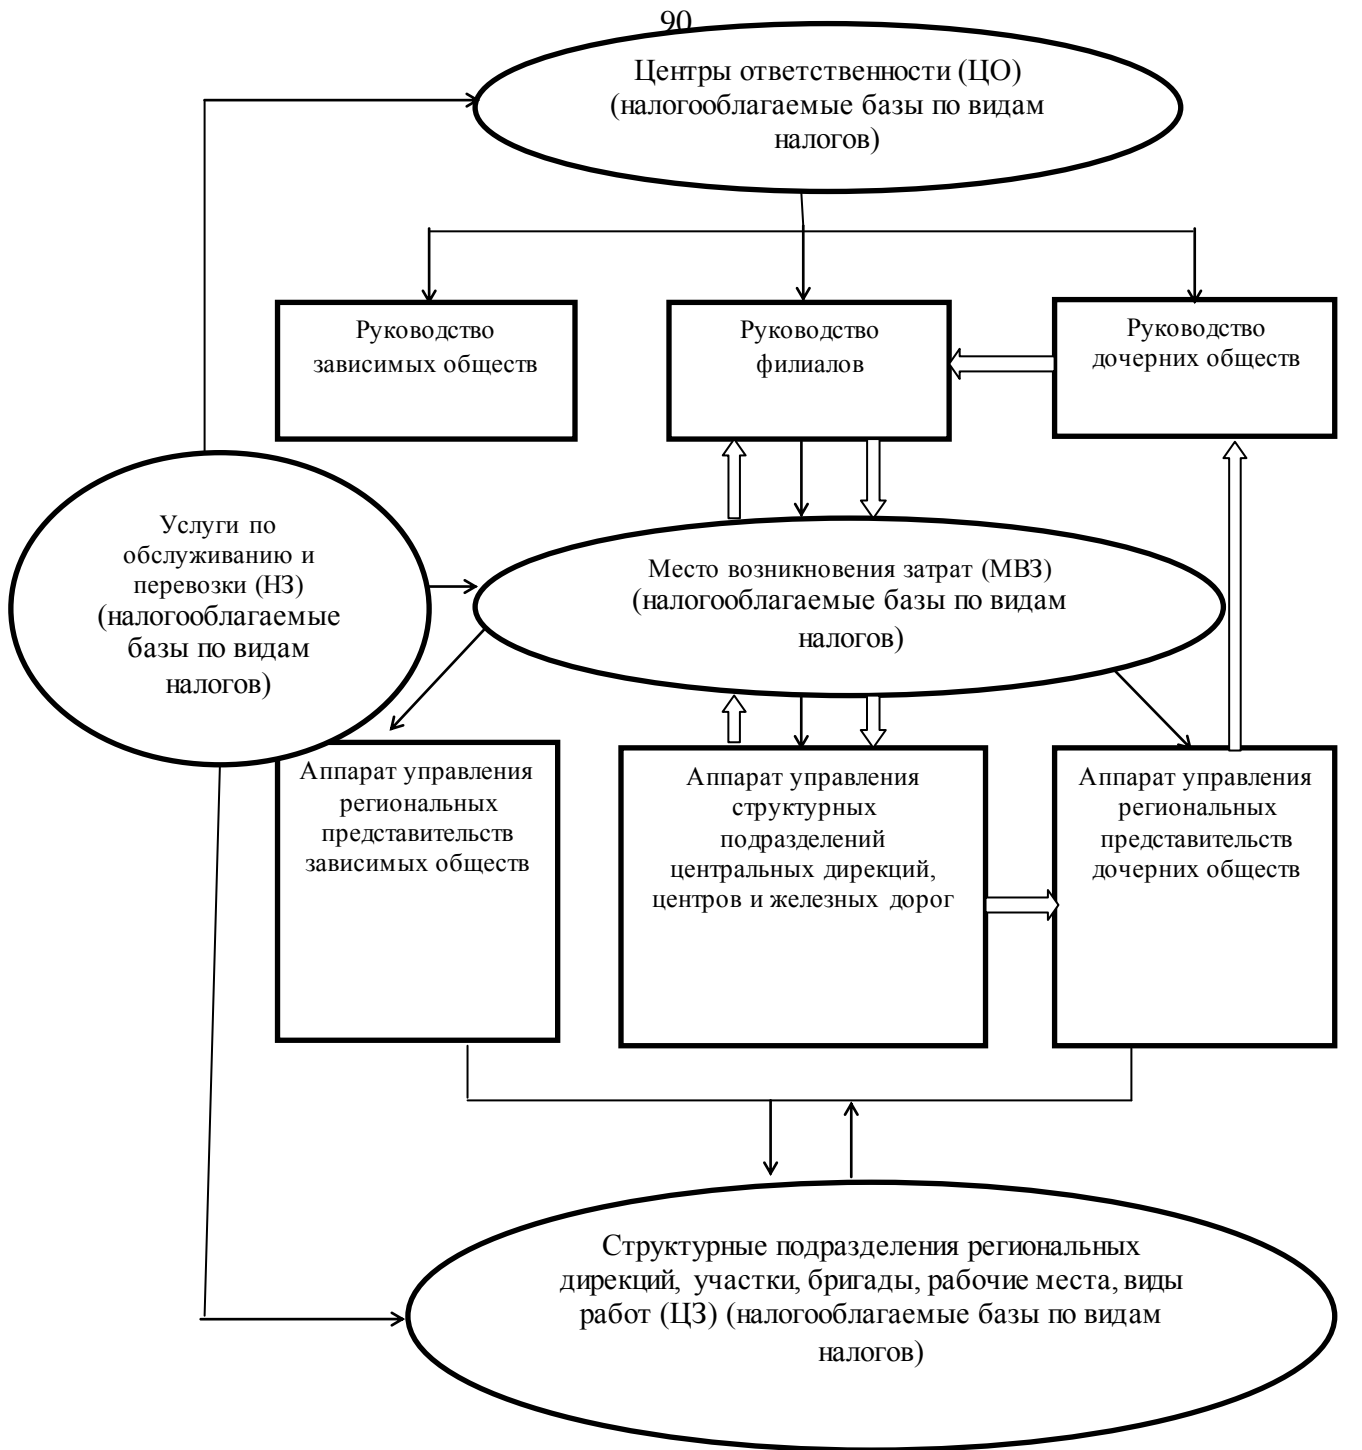 90
Центры ответственности (ЦО)
(налогооблагаемые базы по видам
налогов)
Руководство
зависимых обществ
Руководство
филиалов
Руководство
дочерних обществ
Услуги по
обслуживанию и
перевозки (НЗ)
(налогооблагаемые
базы по видам
налогов)
Место возникновения затрат (МВЗ)
(налогооблагаемые базы по видам
налогов)
Аппарат управления
региональных
представительств
зависимых обществ
Аппарат управления
структурных
подразделений
центральных дирекций,
центров и железных дорог
Аппарат управления
региональных
представительств
дочерних обществ
Структурные подразделения региональных
дирекций, участки, бригады, рабочие места, виды
работ (ЦЗ) (налогооблагаемые базы по видам
налогов)